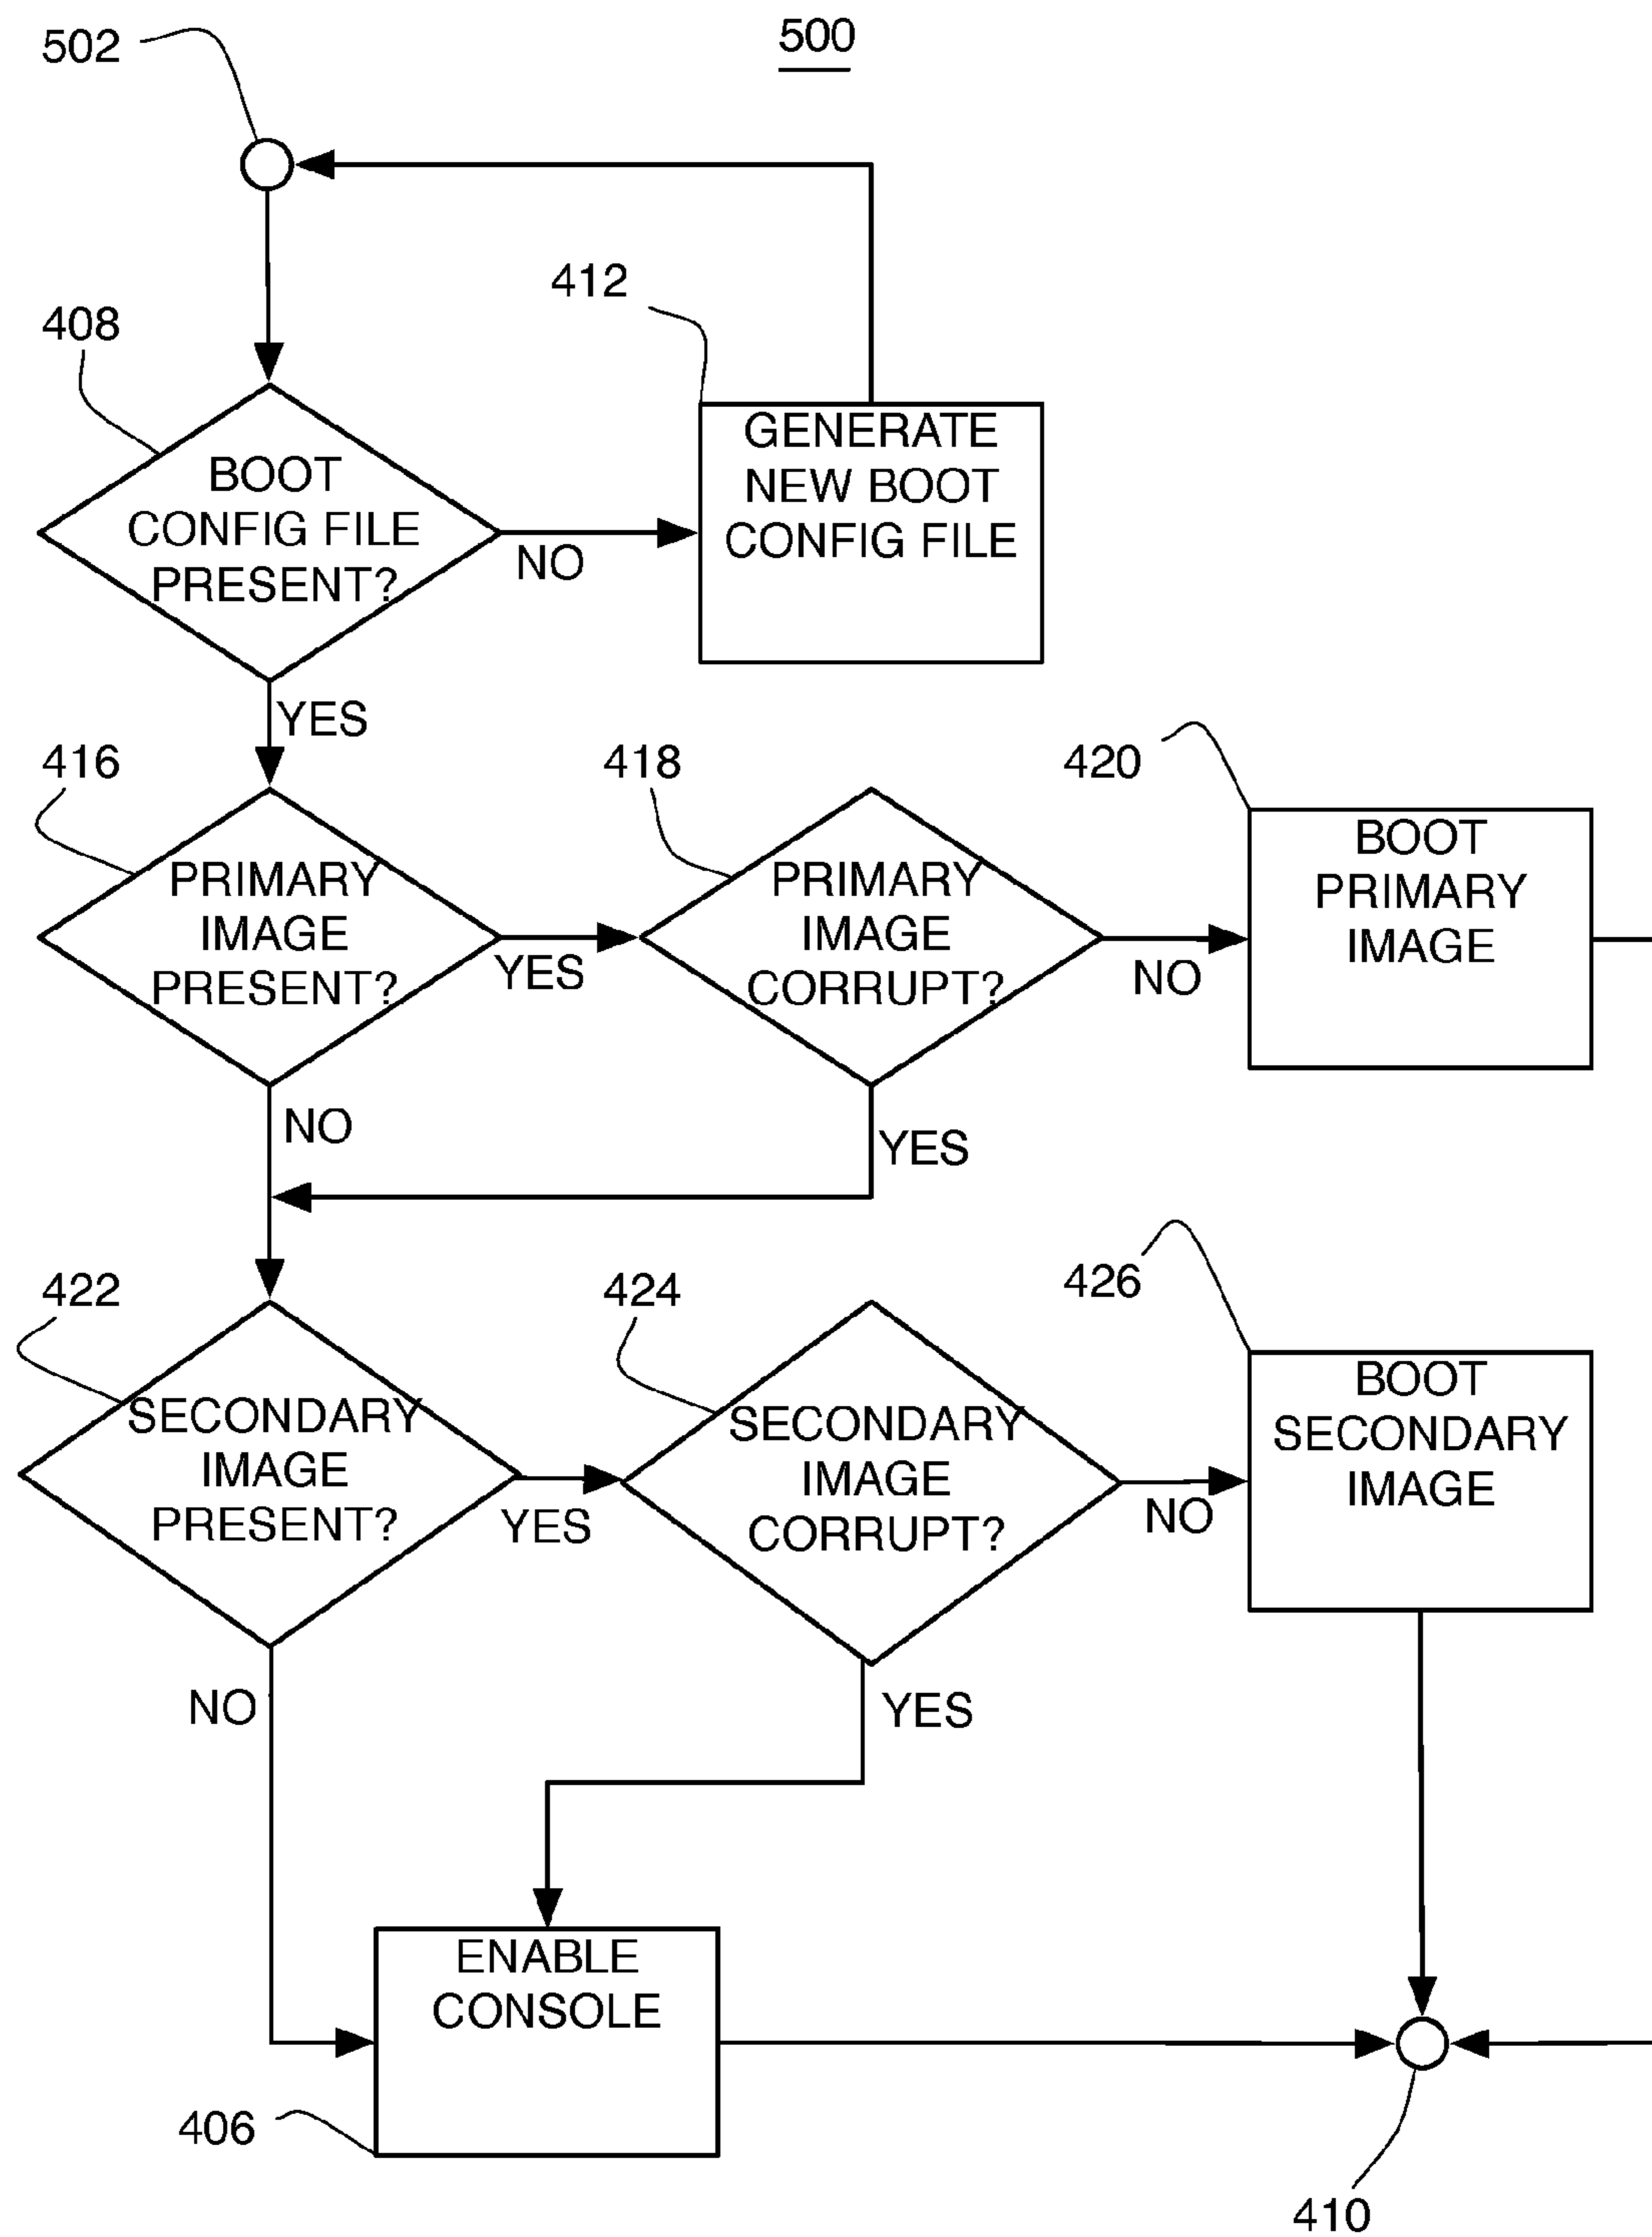 500
502
412
408
GENERATE
NEW BOOT
CONFIG FILE
BOOT
CONFIG FILE
PRESENT?
NO
YES
416
418
420
PRIMARY
IMAGE
PRESENT?
YES
PRIMARY
IMAGE
CORRUPT?
NO
BOOT
PRIMARY
IMAGE
NO
YES
422
424
426
SECONDARY
IMAGE
PRESENT?
YES
SECONDARY
IMAGE
CORRUPT?
NO
BOOT
SECONDARY
IMAGE
NO
YES
ENABLE
CONSOLE
406
410